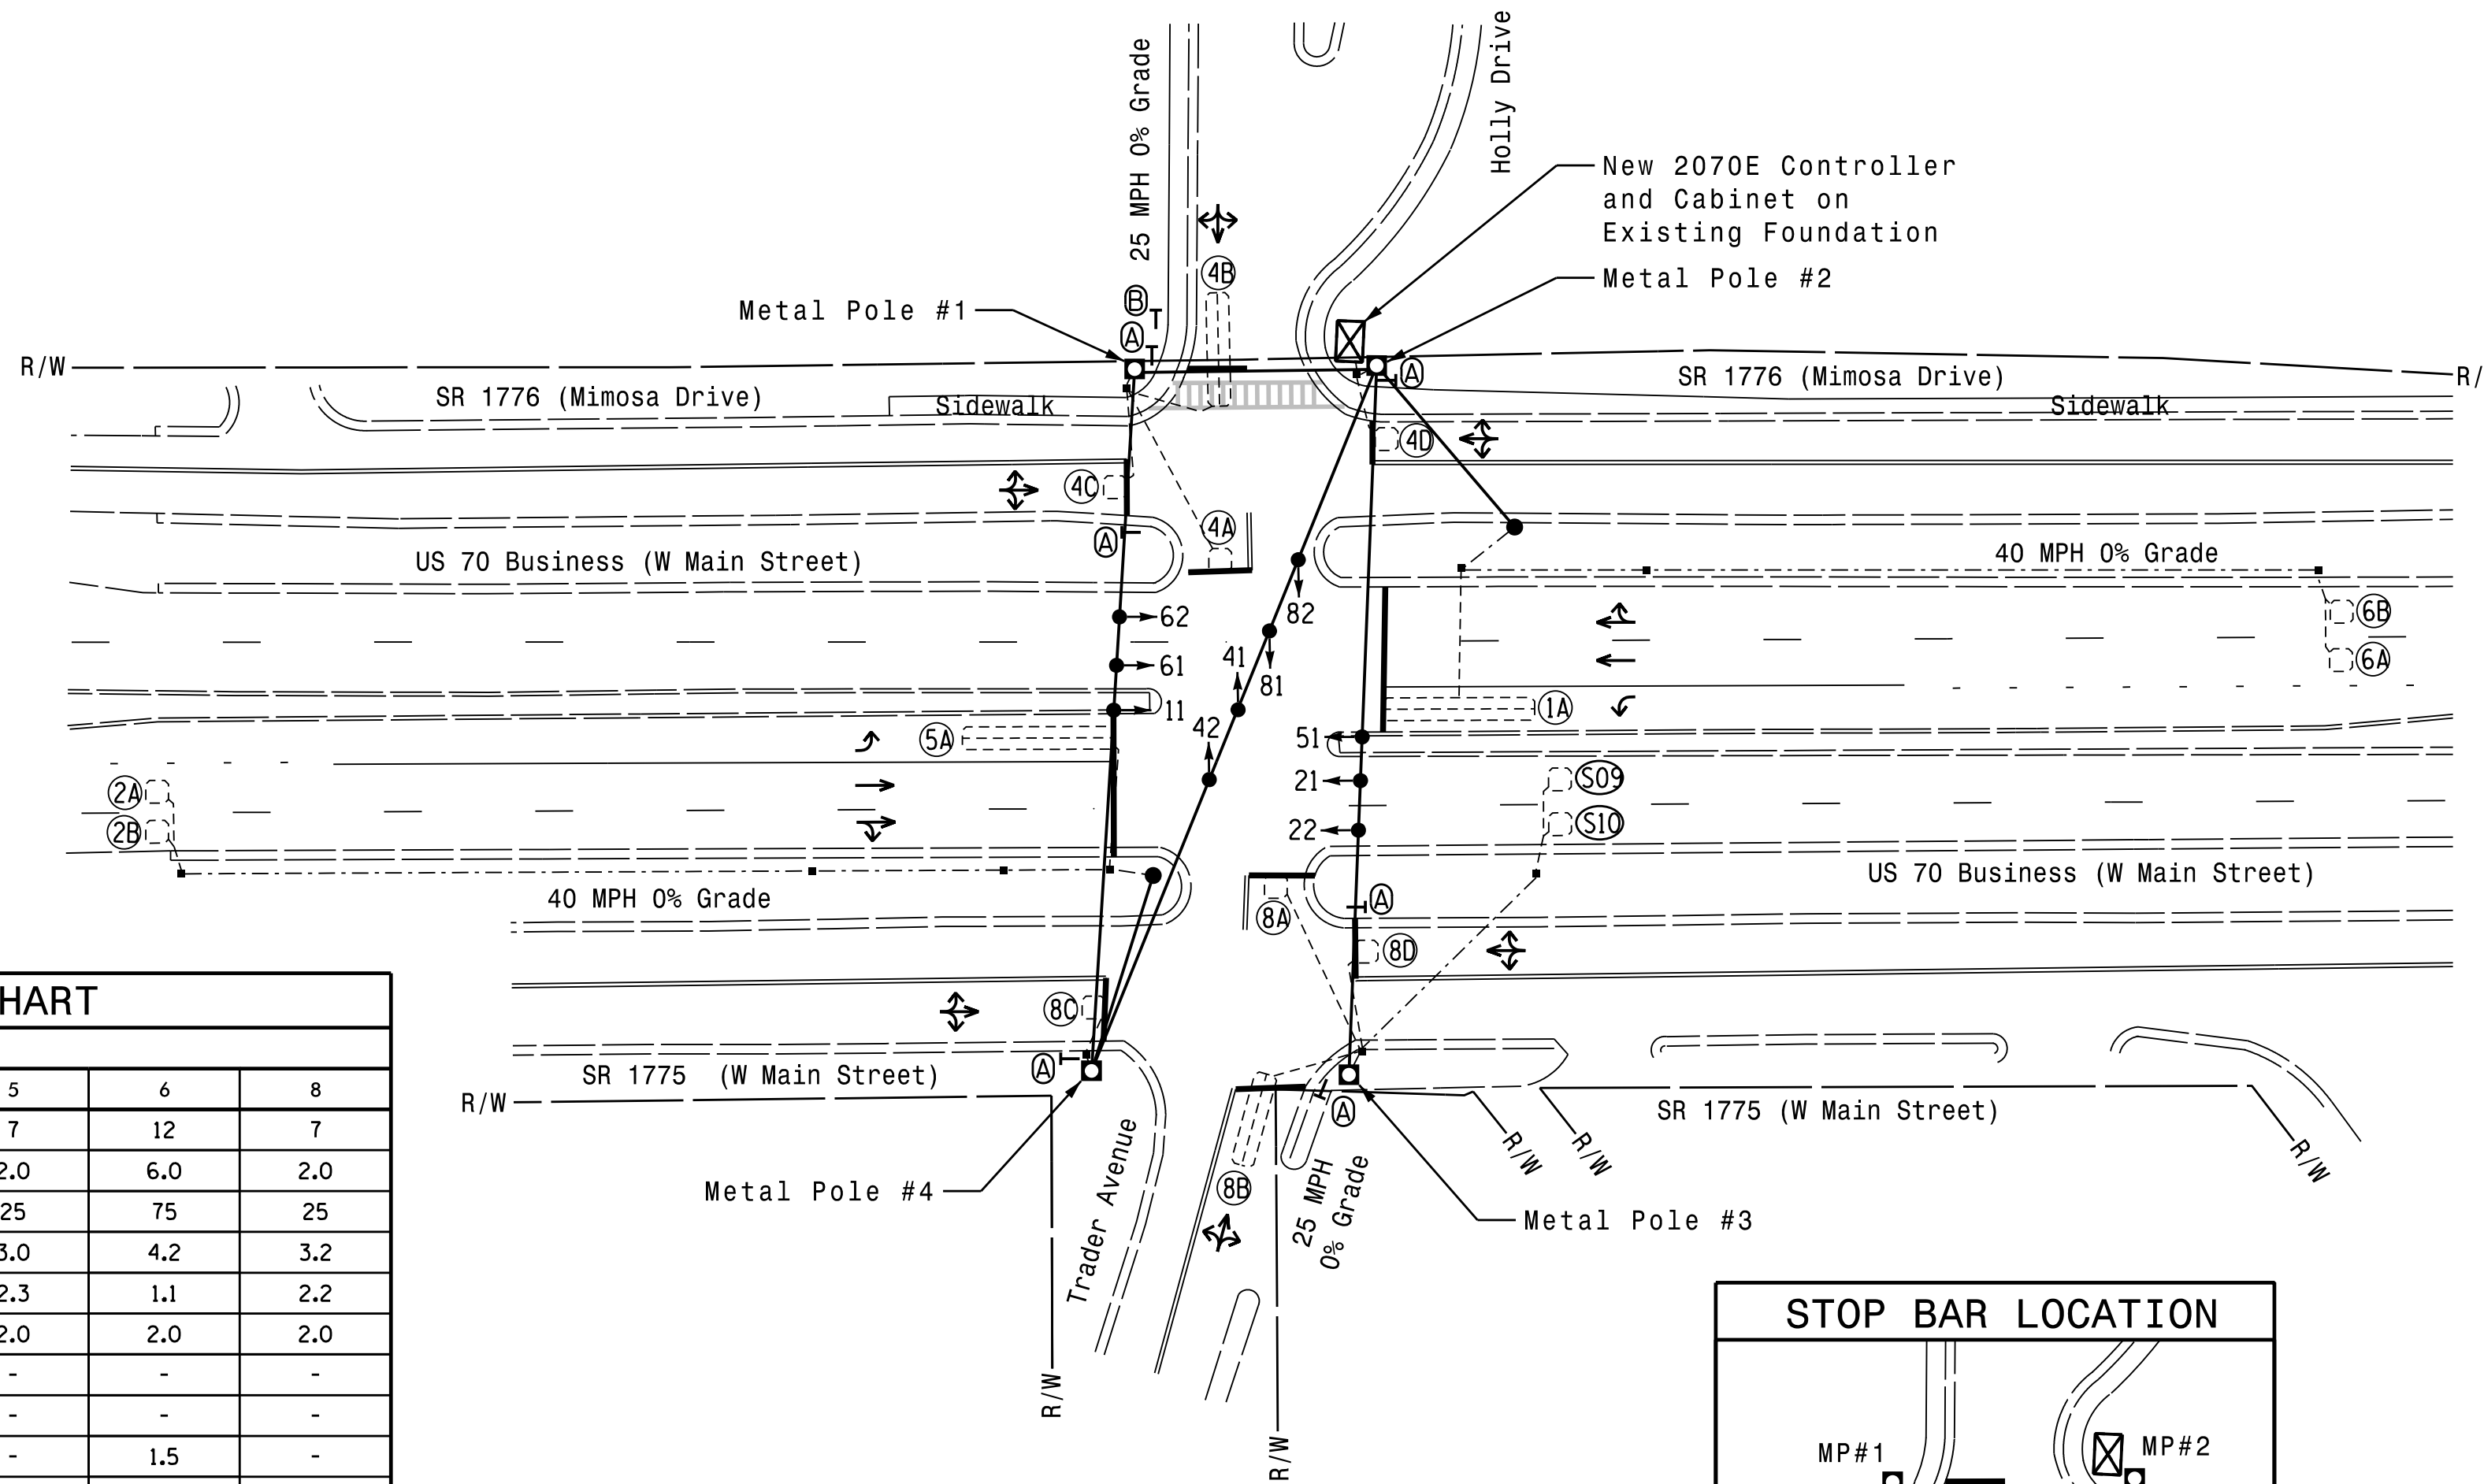 25 MPH 0% Grade
Holly Drive
New 2070E Controller
and Cabinet on
Existing Foundation
Metal Pole #2
Metal Pole #1
4B
B
A
A
R/W
SR 1776 (Mimosa Drive)
Sidewalk
SR 1776 (Mimosa Drive)
Sidewalk
R/
4D
4C
4A
A
US 70 Business (W Main Street)
40 MPH 0% Grade
62
82
6B
61
41
81
6A
11
42
1A
5A
51
2A
21
S09
2B
22
S10
US 70 Business (W Main Street)
40 MPH 0% Grade
8A
A
8D
8C
A
SR 1775 (W Main Street)
R/W
A
SR 1775 (W Main Street)
R/W
R/W
R/W
Trader Avenue
8B
25 MPH
0% Grade
Metal Pole #4
Metal Pole #3
R/W
R/W
HART
5 6 8
7 12 7
2.0 6.0 2.0
25 75 25
3.0 4.2 3.2
2.3 1.1 2.2
2.0 2.0 2.0
- - -
- - -
- 1.5 -
STOP BAR LOCATION
MP#1
MP#2